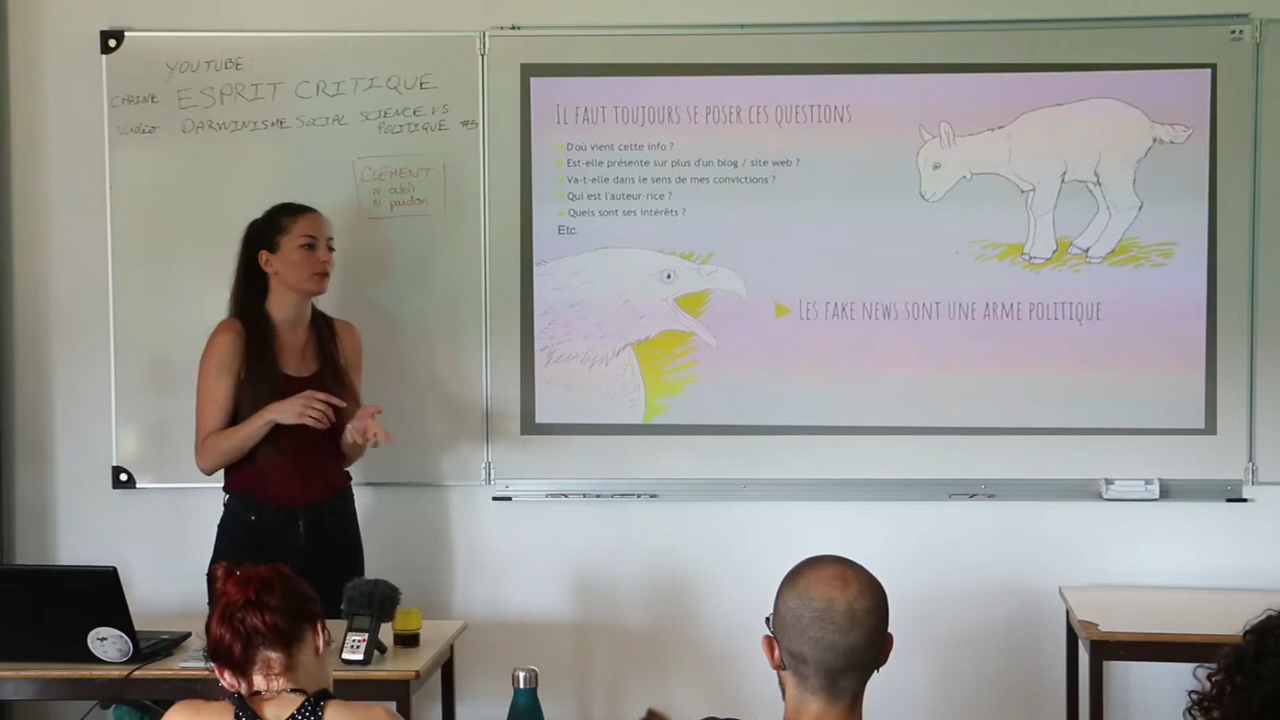 YOUTUBE
CHAINE : ESPRIT CRITIQUE
Vidéo : DARWINISME SOCIAL SCIENCE VS
POLITIQUE #5
CLÉMENT
ni oubli
ni pardon
IL FAUT TOUJOURS SE POSER CES QUESTIONS
D'où vient cette info ?
Est-elle présente sur plus d'un blog / site web ?
Va-t-elle dans le sens de mes convictions ?
Qui est l'auteur·rice ?
Quels sont ses intérêts ?
Etc.
LES FAKE NEWS SONT UNE ARME POLITIQUE